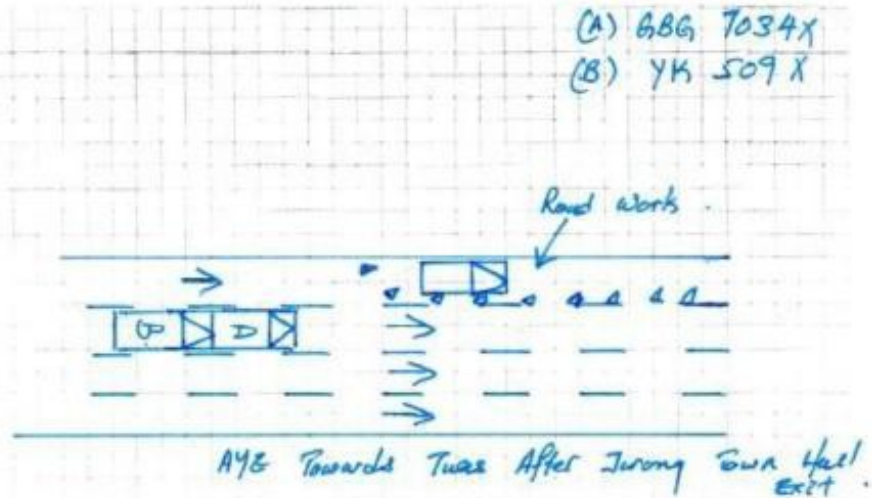 (A) GBG 7034X
(B) YK 509X
Road works.
B A
AYE Towards Tuas After Jurong Town Hall
Exit.